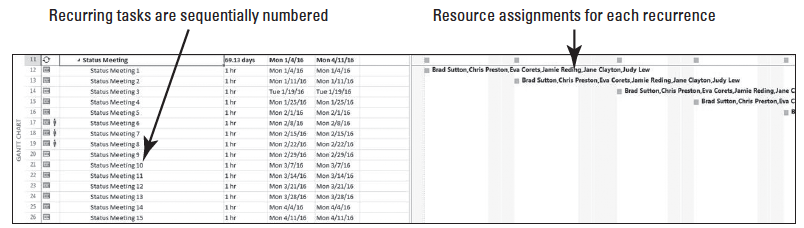 Recurring tasks are sequentially numbered
Resource assignments for each recurrence
11 Status Meeting 69.13 days Mon 1/4/16 Mon 4/11/16
12 Status Meeting 1 1 hr Mon 1/4/16 Mon 1/4/16 Brad Sutton,Chris Preston,Eva Corets,Jamie Reding,Jane Clayton,Judy Lew
13 Status Meeting 2 1 hr Mon 1/11/16 Mon 1/11/16 Brad Sutton,Chris Preston,Eva Corets,Jamie Reding,Jane Clayton,Judy Lew
14 Status Meeting 3 1 hr Tue 1/19/16 Tue 1/19/16 Brad Sutton,Chris Preston,Eva Corets,Jamie Reding,Jane C
15 Status Meeting 4 1 hr Mon 1/25/16 Mon 1/25/16 Brad Sutton,Chris Preston,Eva C
16 Status Meeting 5 1 hr Mon 2/1/16 Mon 2/1/16 B
17 Status Meeting 6 1 hr Mon 2/8/16 Mon 2/8/16
18 Status Meeting 7 1 hr Mon 2/15/16 Mon 2/15/16
19 Status Meeting 8 1 hr Mon 2/22/16 Mon 2/22/16
20 Status Meeting 9 1 hr Mon 2/29/16 Mon 2/29/16
21 Status Meeting 10 1 hr Mon 3/7/16 Mon 3/7/16
22 Status Meeting 11 1 hr Mon 3/14/16 Mon 3/14/16
23 Status Meeting 12 1 hr Mon 3/21/16 Mon 3/21/16
24 Status Meeting 13 1 hr Mon 3/28/16 Mon 3/28/16
25 Status Meeting 14 1 hr Mon 4/4/16 Mon 4/4/16
26 Status Meeting 15 1 hr Mon 4/11/16 Mon 4/11/16
GANTT CHART